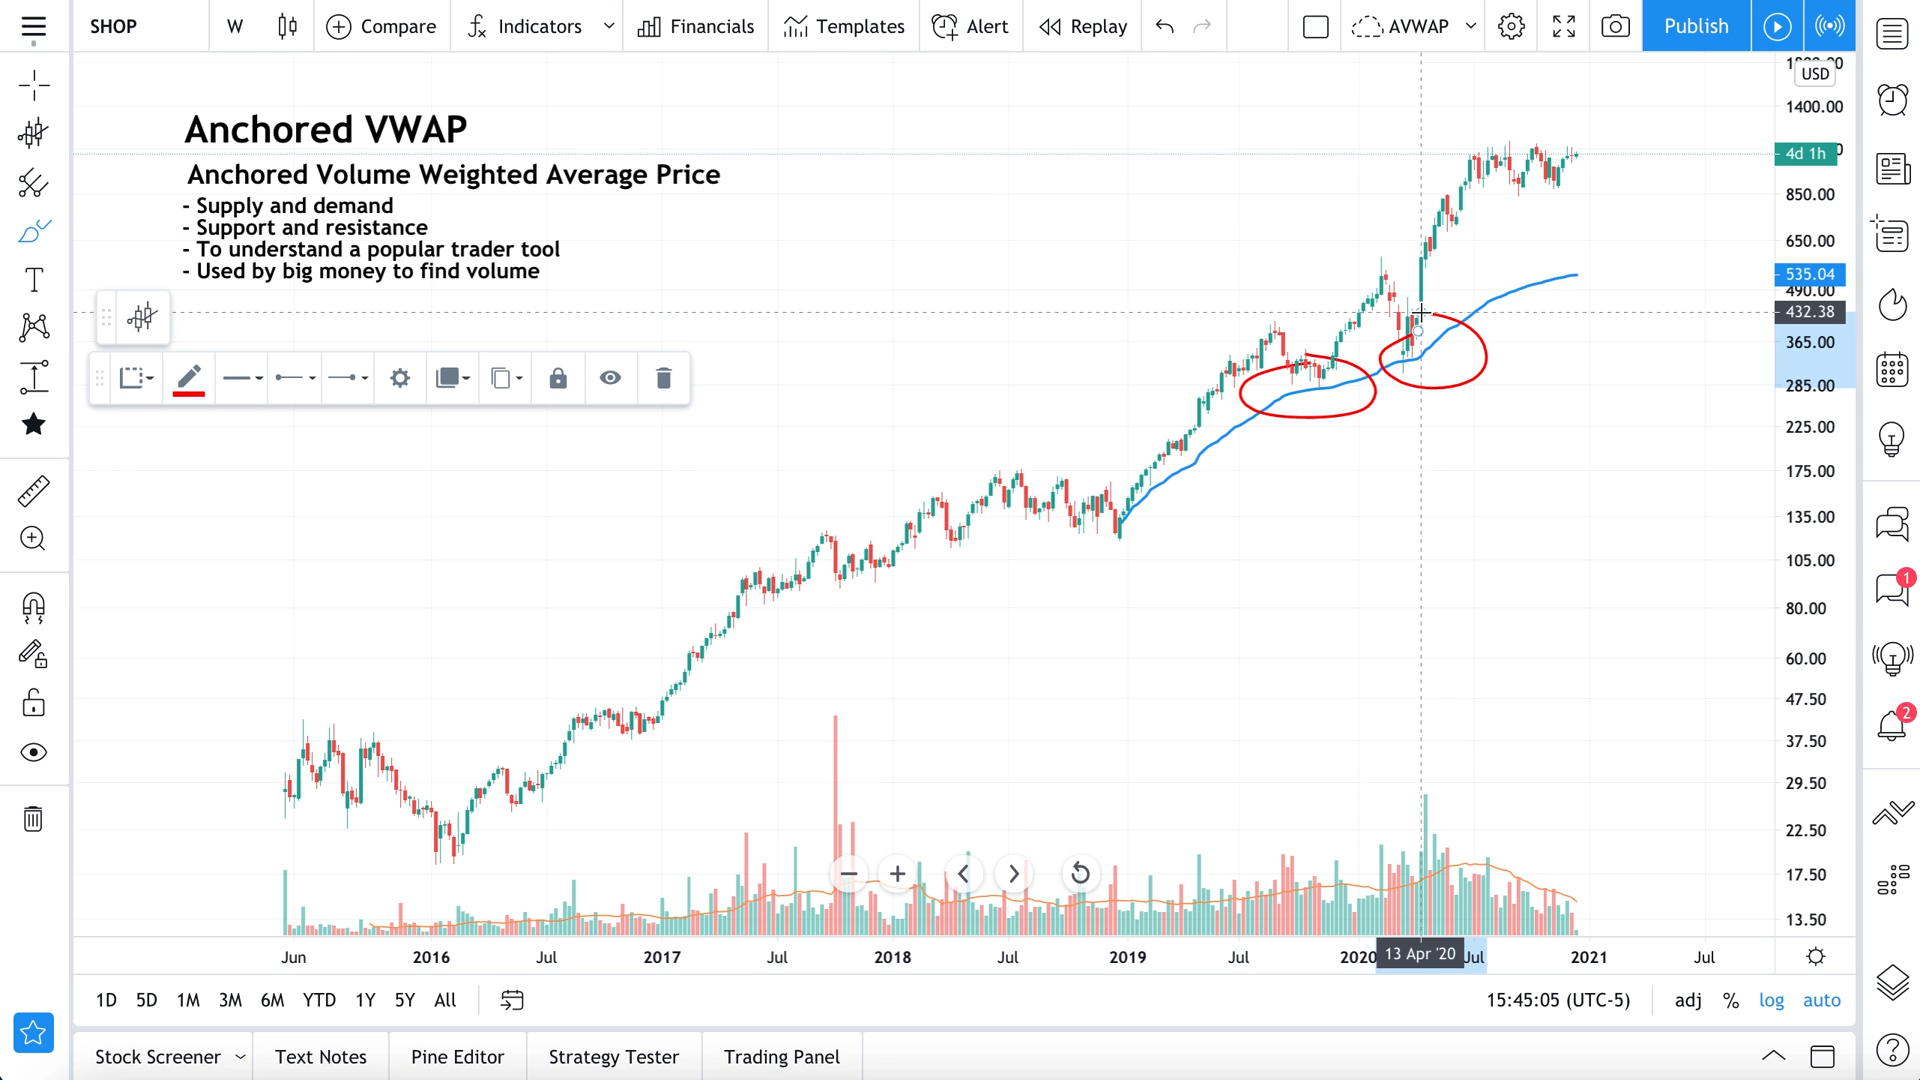 SHOP
W
Compare
Indicators
Financials
Templates
Alert
Replay
AVWAP
Publish
USD
1400.00
4d 1h
850.00
650.00
535.04
490.00
432.38
365.00
285.00
225.00
175.00
135.00
105.00
80.00
60.00
47.50
37.50
29.50
22.50
17.50
13.50
Anchored VWAP
Anchored Volume Weighted Average Price
- Supply and demand
- Support and resistance
- To understand a popular trader tool
- Used by big money to find volume
1
2
Jun
2016
Jul
2017
Jul
2018
Jul
2019
Jul
2020
13 Apr '20
Jul
2021
Jul
1D 5D 1M 3M 6M YTD 1Y 5Y All
15:45:05 (UTC-5)
adj % log auto
Stock Screener
Text Notes
Pine Editor
Strategy Tester
Trading Panel